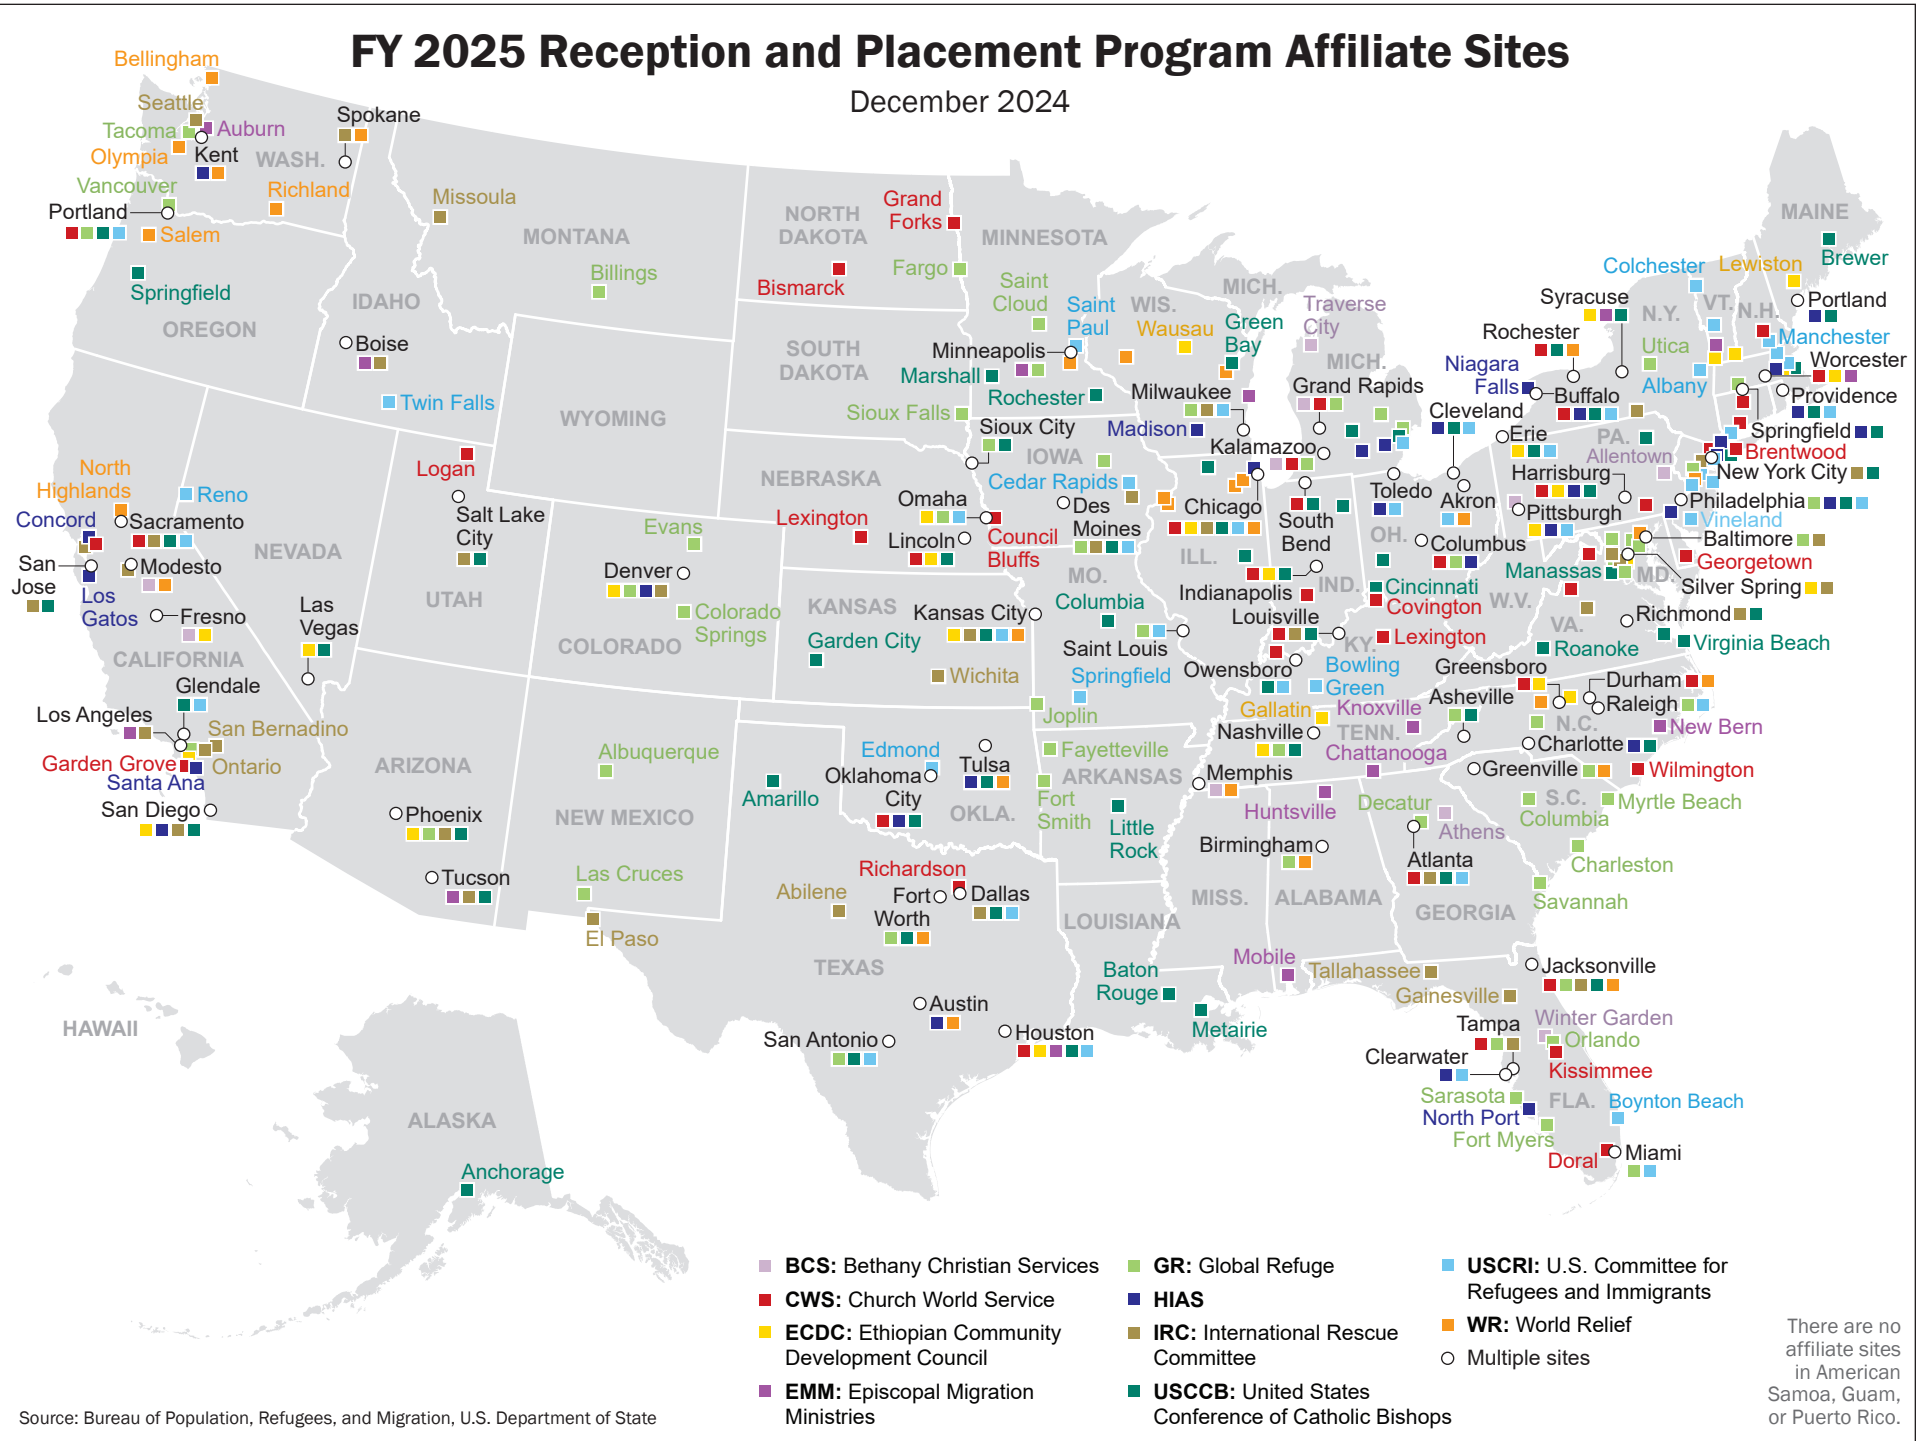 FY 2025 Reception and Placement Program Affiliate Sites
December 2024
Bellingham
Seattle
Tacoma
Auburn
Olympia
Kent
WASH.
Spokane
Vancouver
Richland
Portland
Salem
Springfield
OREGON
Missoula
MONTANA
Billings
IDAHO
Boise
Twin Falls
WYOMING
NORTH
DAKOTA
Grand
Forks
Bismarck
Fargo
SOUTH
DAKOTA
Sioux Falls
MINNESOTA
Saint
Cloud
Saint
Paul
Minneapolis
Marshall
Rochester
WIS.
Wausau
Green
Bay
Milwaukee
Madison
MICH.
Traverse
City
MICH.
Grand Rapids
Kalamazoo
Cleveland
Niagara
Falls
Buffalo
Rochester
Syracuse
N.Y.
Utica
Albany
Colchester
VT.
N.H.
Lewiston
MAINE
Brewer
Portland
Manchester
Worcester
Providence
Springfield
Brentwood
New York City
PA.
Allentown
Erie
Harrisburg
Philadelphia
Vineland
Pittsburgh
Baltimore
Georgetown
MD.
Silver Spring
Manassas
Richmond
VA.
Virginia Beach
Roanoke
W.V.
North
Highlands
Reno
Concord
Sacramento
San
Jose
Modesto
Los
Gatos
Fresno
CALIFORNIA
NEVADA
Las
Vegas
Glendale
Los Angeles
San Bernadino
Garden Grove
Ontario
Santa Ana
San Diego
Logan
Salt Lake
City
UTAH
ARIZONA
Phoenix
Tucson
Evans
Denver
Colorado
Springs
COLORADO
Albuquerque
NEW MEXICO
Las Cruces
El Paso
NEBRASKA
Lexington
Omaha
Lincoln
Council
Bluffs
Sioux City
IOWA
Cedar Rapids
Des
Moines
KANSAS
Garden City
Kansas City
Wichita
MO.
Columbia
Saint Louis
Springfield
Joplin
Chicago
ILL.
South
Bend
IND.
Indianapolis
Toledo
Akron
OH.
Columbus
Cincinnati
Covington
Louisville
KY.
Lexington
Owensboro
Bowling
Green
Gallatin
Nashville
TENN.
Knoxville
Chattanooga
Memphis
Greensboro
Asheville
Durham
Raleigh
N.C.
New Bern
Charlotte
Greenville
Wilmington
S.C.
Columbia
Myrtle Beach
Charleston
Edmond
Oklahoma
City
Tulsa
OKLA.
Amarillo
Fayetteville
ARKANSAS
Fort
Smith
Little
Rock
Huntsville
Birmingham
MISS.
ALABAMA
Mobile
Decatur
Athens
Atlanta
GEORGIA
Savannah
Richardson
Abilene
Fort
Worth
Dallas
TEXAS
Austin
San Antonio
Houston
LOUISIANA
Baton
Rouge
Metairie
Tallahassee
Jacksonville
Gainesville
Winter Garden
Tampa
Orlando
Clearwater
Kissimmee
Sarasota
FLA.
Boynton Beach
North Port
Fort Myers
Doral
Miami
HAWAII
ALASKA
Anchorage
BCS: Bethany Christian Services
CWS: Church World Service
ECDC: Ethiopian Community
Development Council
EMM: Episcopal Migration
Ministries
GR: Global Refuge
HIAS
IRC: International Rescue
Committee
USCCB: United States
Conference of Catholic Bishops
USCRI: U.S. Committee for
Refugees and Immigrants
WR: World Relief
Multiple sites
There are no
affiliate sites
in American
Samoa, Guam,
or Puerto Rico.
Source: Bureau of Population, Refugees, and Migration, U.S. Department of State